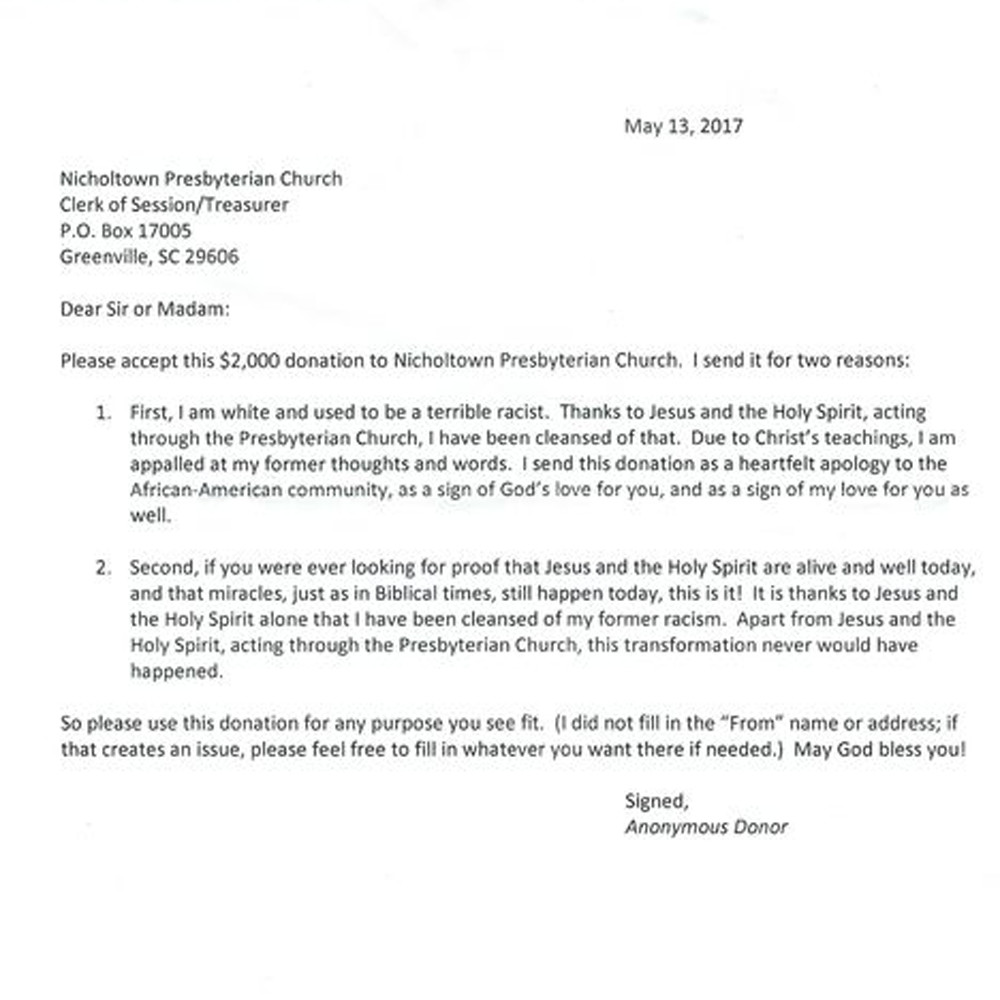 May 13, 2017
Nicholtown Presbyterian Church
Clerk of Session/Treasurer
P.O. Box 17005
Greenville, SC 29606
Dear Sir or Madam:
Please accept this $2,000 donation to Nicholtown Presbyterian Church.  I send it for two reasons:
1. First, I am white and used to be a terrible racist.  Thanks to Jesus and the Holy Spirit, acting
through the Presbyterian Church, I have been cleansed of that.  Due to Christ's teachings, I am
appalled at my former thoughts and words.  I send this donation as a heartfelt apology to the
African-American community, as a sign of God's love for you, and as a sign of my love for you as
well.
2. Second, if you were ever looking for proof that Jesus and the Holy Spirit are alive and well today,
and that miracles, just as in Biblical times, still happen today, this is it!  It is thanks to Jesus and
the Holy Spirit alone that I have been cleansed of my former racism.  Apart from Jesus and the
Holy Spirit, acting through the Presbyterian Church, this transformation never would have
happened.
So please use this donation for any purpose you see fit.  (I did not fill in the "From" name or address; if
that creates an issue, please feel free to fill in whatever you want there if needed.)  May God bless you!
Signed,
Anonymous Donor